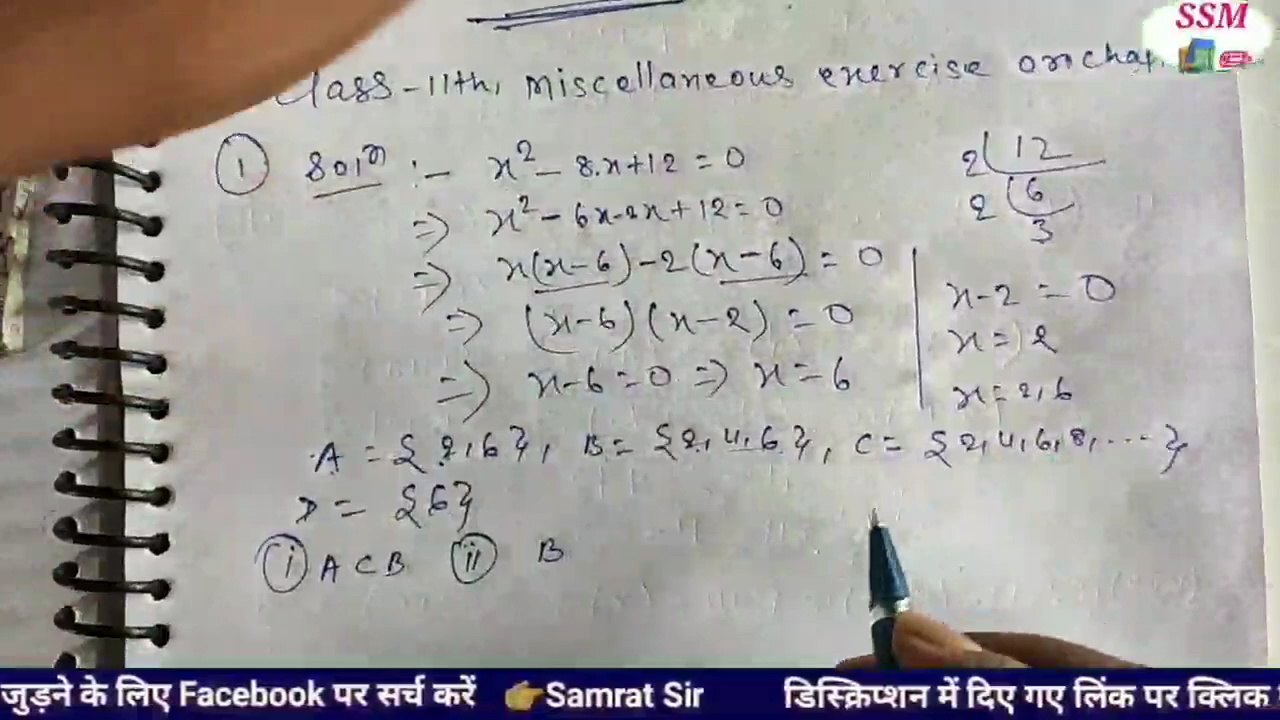 SSM
Class-11th, miscellaneous exercise on chap
① Solⁿ :- x² - 8x+12 = 0
2 | 12
⇒ x² - 6x-2x+12=0
2 | 6
3
⇒ x(x-6)-2(x-6) = 0
x-2 = 0
⇒ (x-6)(x-2) = 0
x = 2
⇒ x-6=0 ⇒ x=6
x=2,6
A = {2,6}, B= {2,4,6}, C= {2,4,6,8,...}
D = {6}
ⓘ A ⊂ B ⓘⓘ B
जुड़ने के लिए Facebook पर सर्च करें 👉Samrat Sir डिस्क्रिप्शन में दिए गए लिंक पर क्लिक